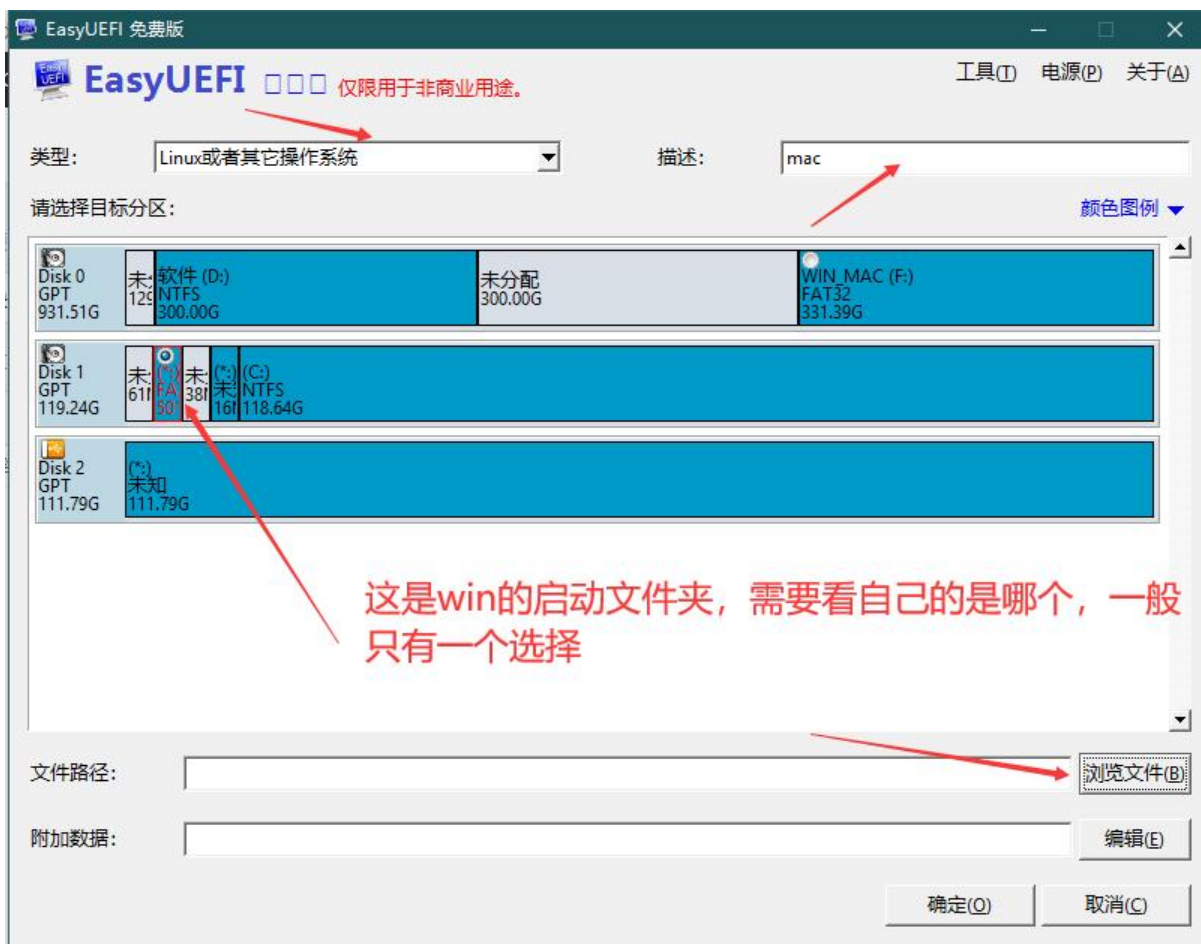 EasyUEFI 免费版
EasyUEFI □□□ 仅限用于非商业用途。
工具(T) 电源(P) 关于(A)
类型: Linux或者其它操作系统 描述: mac
请选择目标分区: 颜色图例
Disk 0
GPT
931.51G
软件 (D:)
NTFS
300.00G
未分配
300.00G
WIN_MAC (F:)
FAT32
331.39G
Disk 1
GPT
119.24G
未
(*:)
FA
未
(*:)
未
(C:)
NTFS
118.64G
Disk 2
GPT
111.79G
(*:)
未知
111.79G
这是win的启动文件夹，需要看自己的是哪个，一般
只有一个选择
文件路径: 浏览文件(B)
附加数据: 编辑(E)
确定(O) 取消(C)